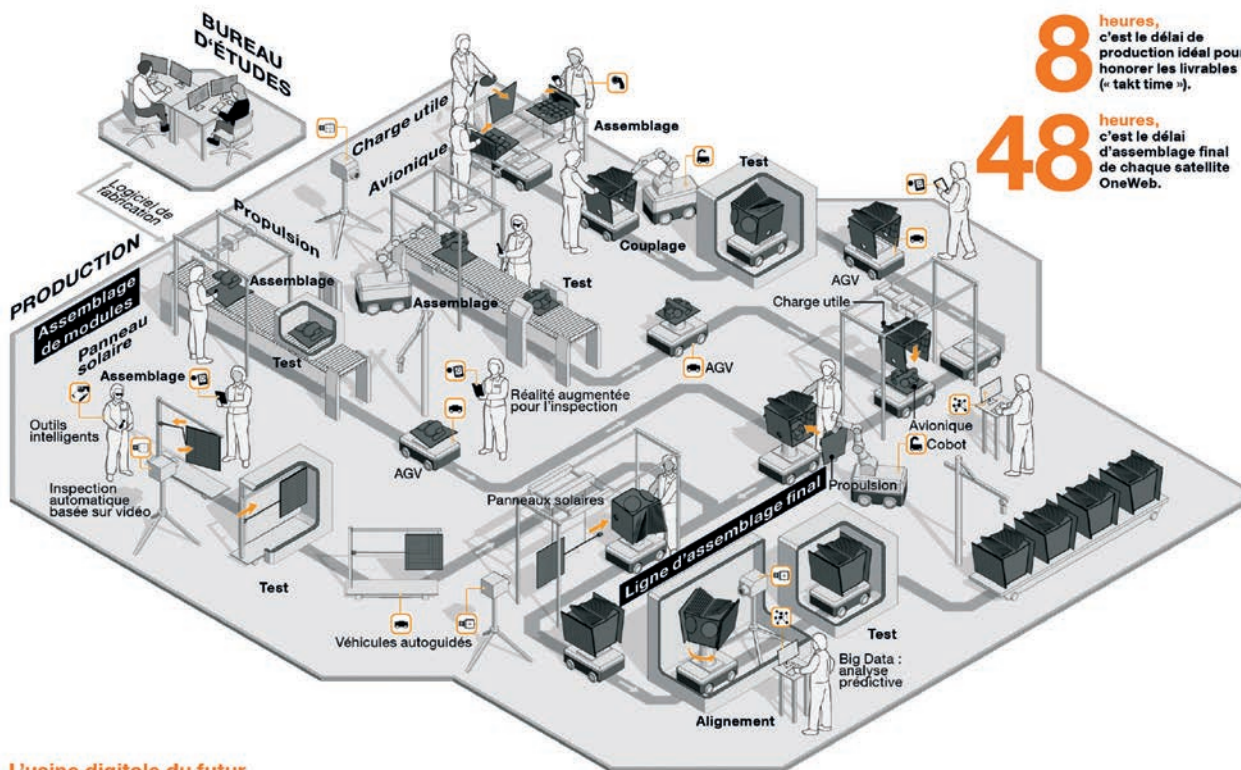 BUREAU
D'ÉTUDES
8
heures,
c'est le délai de
production idéal pour
honorer les livrables
(« takt time »).
48
heures,
c'est le délai
d'assemblage final
de chaque satellite
OneWeb.
Logiciel de
fabrication
PRODUCTION
Assemblage
de modules
Charge utile
Assemblage
Couplage
Test
AGV
Avionique
Assemblage
Test
AGV
Propulsion
Assemblage
Test
AGV
Panneau
solaire
Assemblage
Outils
intelligents
Inspection
automatique
basée sur vidéo
Test
Véhicules autoguidés
Réalité augmentée
pour l'inspection
Charge utile
Avionique
Cobot
Propulsion
Panneaux solaires
Ligne d'assemblage final
Alignement
Big Data :
analyse
prédictive
Test
L'usine digitale du futur